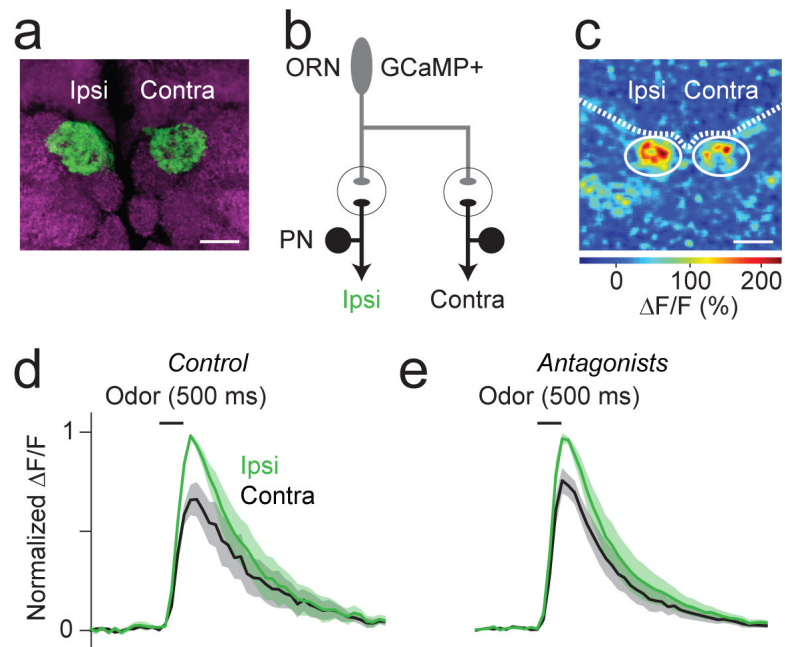 a
Ipsi Contra
b
ORN GCaMP+
PN
Ipsi Contra
c
Ipsi Contra
0 100 200
ΔF/F (%)
d
Control
Odor (500 ms)
1
Ipsi
Contra
0
Normalized ΔF/F
e
Antagonists
Odor (500 ms)